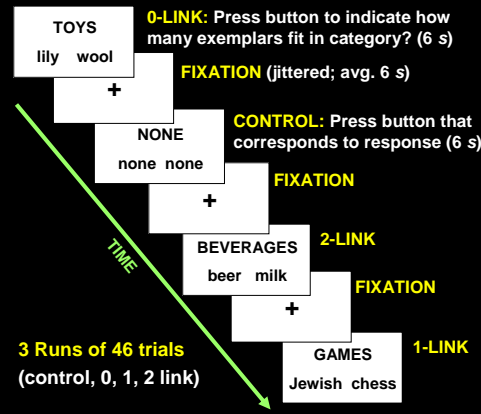 TOYS
lily wool
0-LINK: Press button to indicate how
many exemplars fit in category? (6 s)
+
FIXATION (jittered; avg. 6 s)
NONE
none none
CONTROL: Press button that
corresponds to response (6 s)
+
FIXATION
BEVERAGES
beer milk
2-LINK
+
FIXATION
GAMES
Jewish chess
1-LINK
TIME
3 Runs of 46 trials
(control, 0, 1, 2 link)